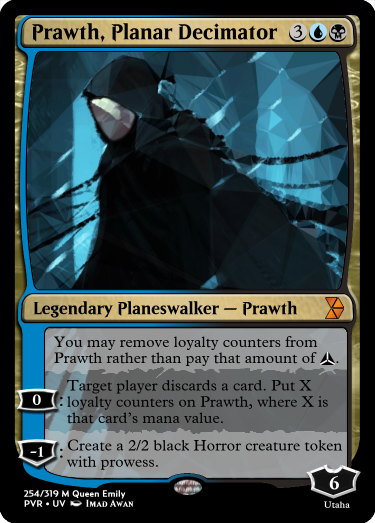 Prawth, Planar Decimator 3
Legendary Planeswalker — Prawth
You may remove loyalty counters from
Prawth rather than pay that amount of .
0: Target player discards a card. Put X
loyalty counters on Prawth, where X is
that card's mana value.
-1: Create a 2/2 black Horror creature token
with prowess.
6
254/319 M Queen Emily
PVR • UV Imad Awan
Utaha